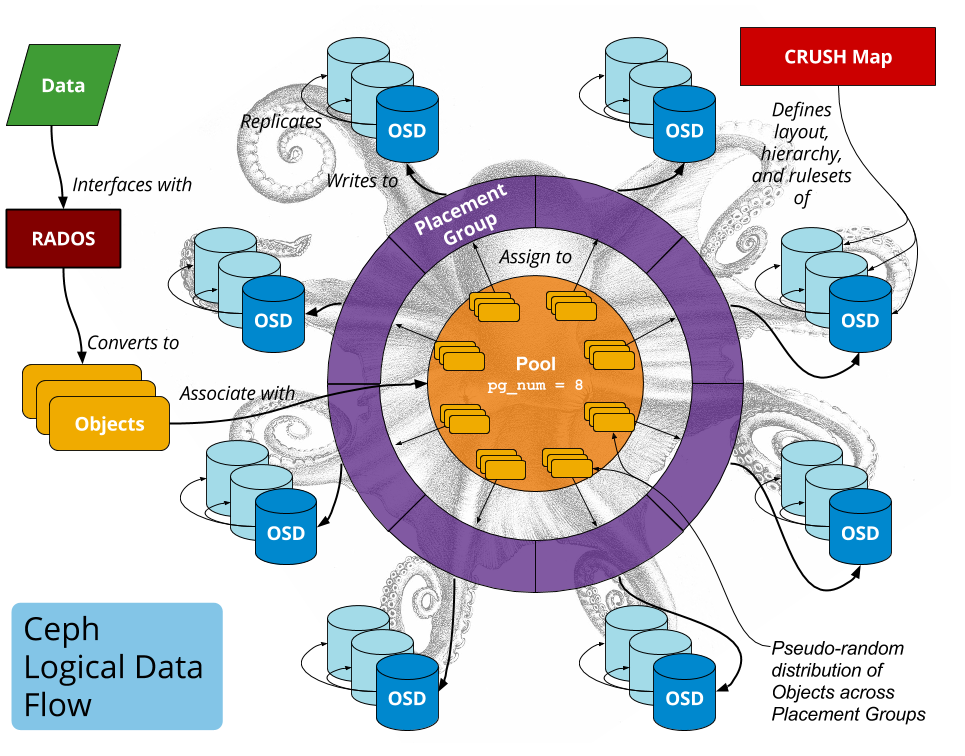 CRUSH Map
Data
Defines
layout,
hierarchy,
and rulesets
of
OSD
OSD
Replicates
Writes to
Interfaces with
Placement
Group
RADOS
Assign to
OSD
OSD
Converts to
Pool
pg_num = 8
Associate with
Objects
OSD
OSD
Ceph
Logical Data
Flow
OSD
OSD
Pseudo-random
distribution of
Objects across
Placement Groups